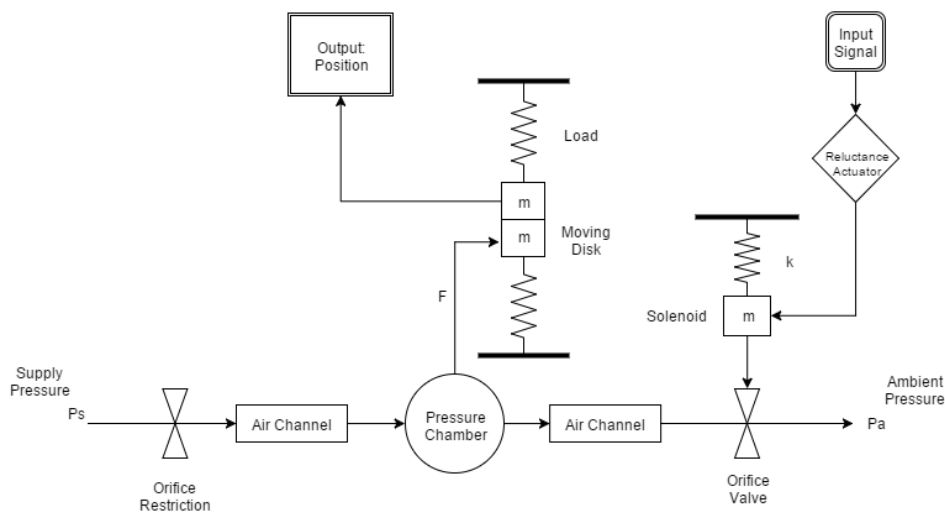 Output:
Position
Input
Signal
Load
Reluctance
Actuator
m
m
Moving
Disk
k
F
Solenoid
m
Supply
Pressure
Ps
Air Channel
Pressure
Chamber
Air Channel
Ambient
Pressure
Pa
Orifice
Restriction
Orifice
Valve